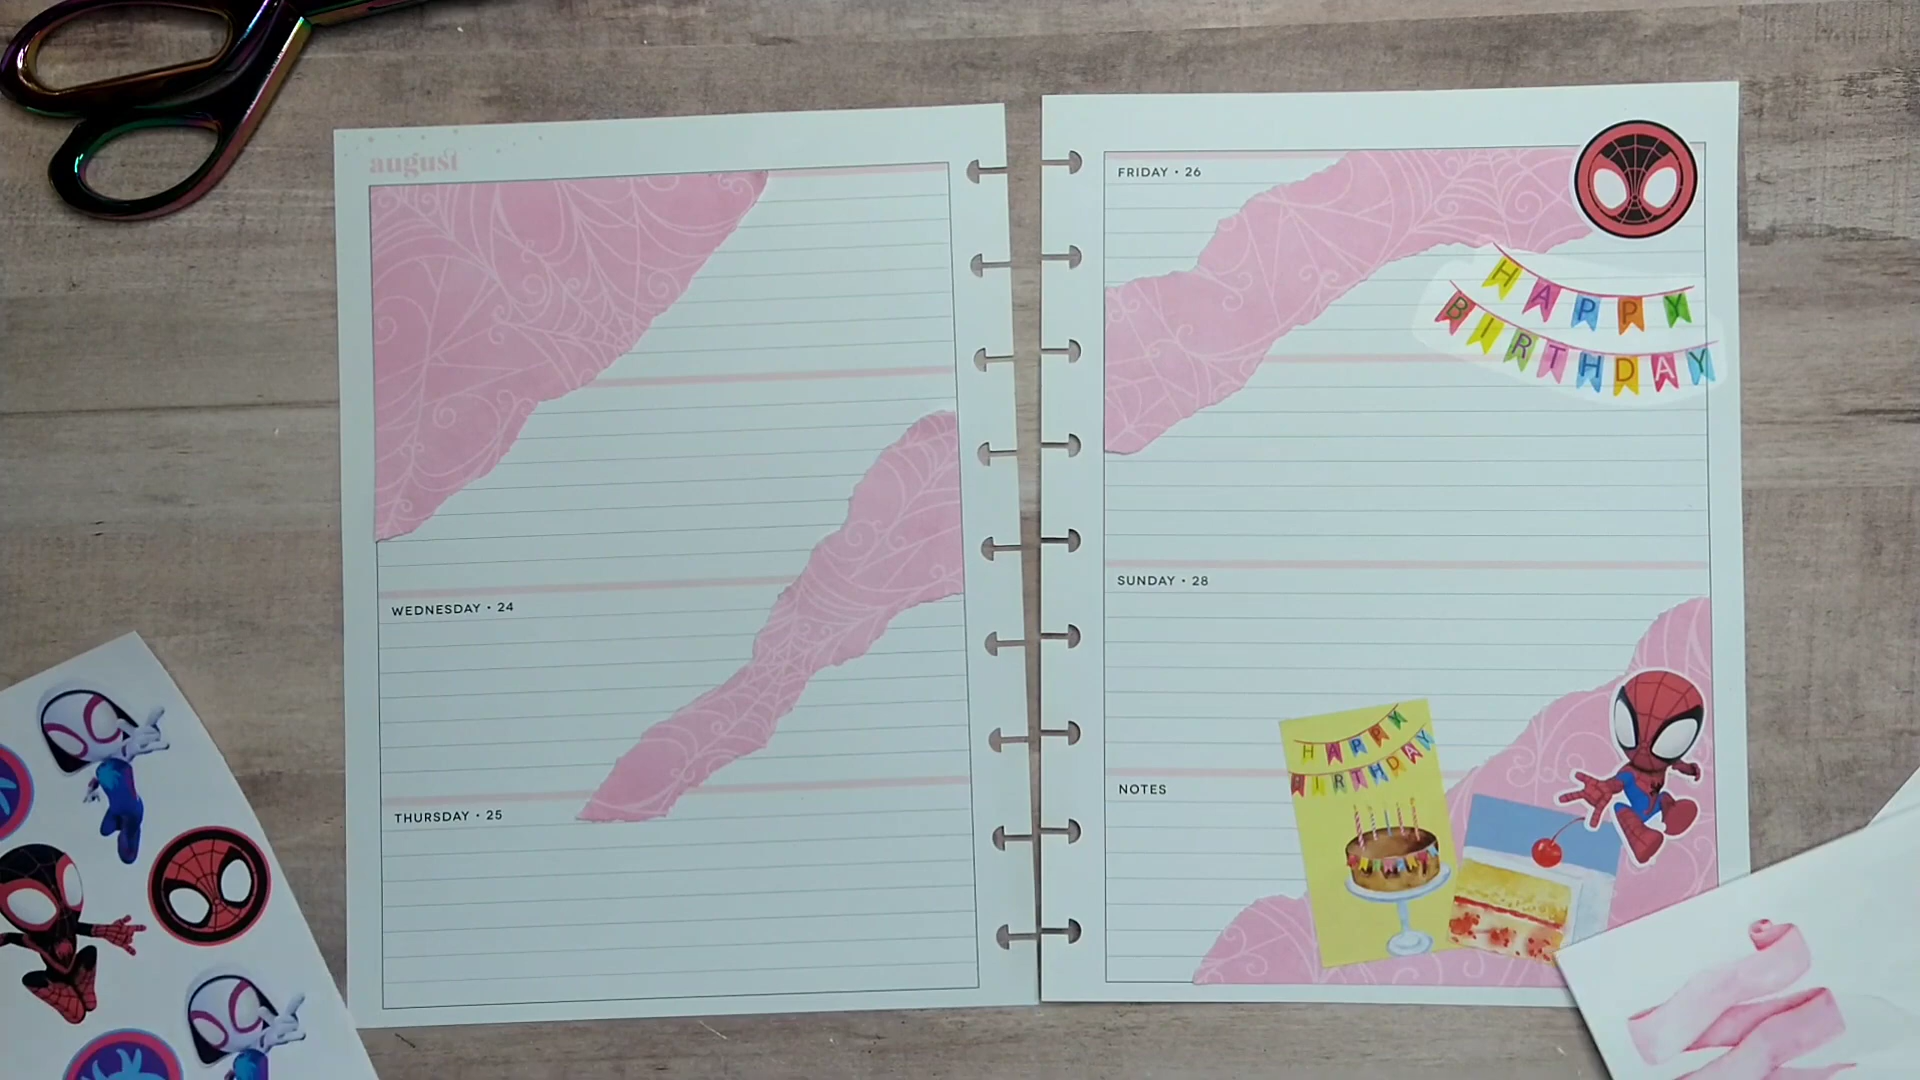 august
WEDNESDAY • 24
THURSDAY • 25
FRIDAY • 26
HAPPY
BIRTHDAY
SUNDAY • 28
HAPPY
BIRTHDAY
NOTES